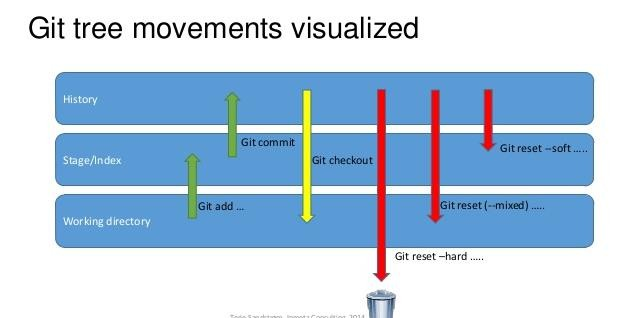 Git tree movements visualized
History
Git commit
Git checkout
Git reset –soft .....
Stage/Index
Git add ...
Git reset (--mixed) .....
Working directory
Git reset –hard .....